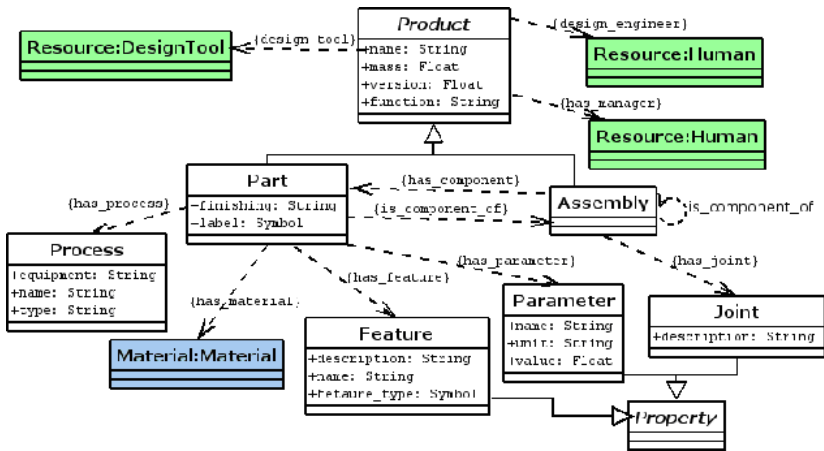 Product
{design_engineer}
Resource:DesignTool
{design_tool}
+name: String
+mass: Float
+version: Float
+function: String
Resource:Human
{has_manager}
Resource:Human
Part
{has_component}
Assembly
is_component_of
{has_process}
-finishing: String
-label: Symbol
{is_component_of}
Process
+equipment: String
+name: String
+type: String
{has_material}
{has_feature}
{has_parameter}
{has_joint}
Parameter
+name: String
+unit: String
+value: Float
Joint
+description: String
Material:Material
Feature
+description: String
+name: String
+hetaure_type: Symbol
Property